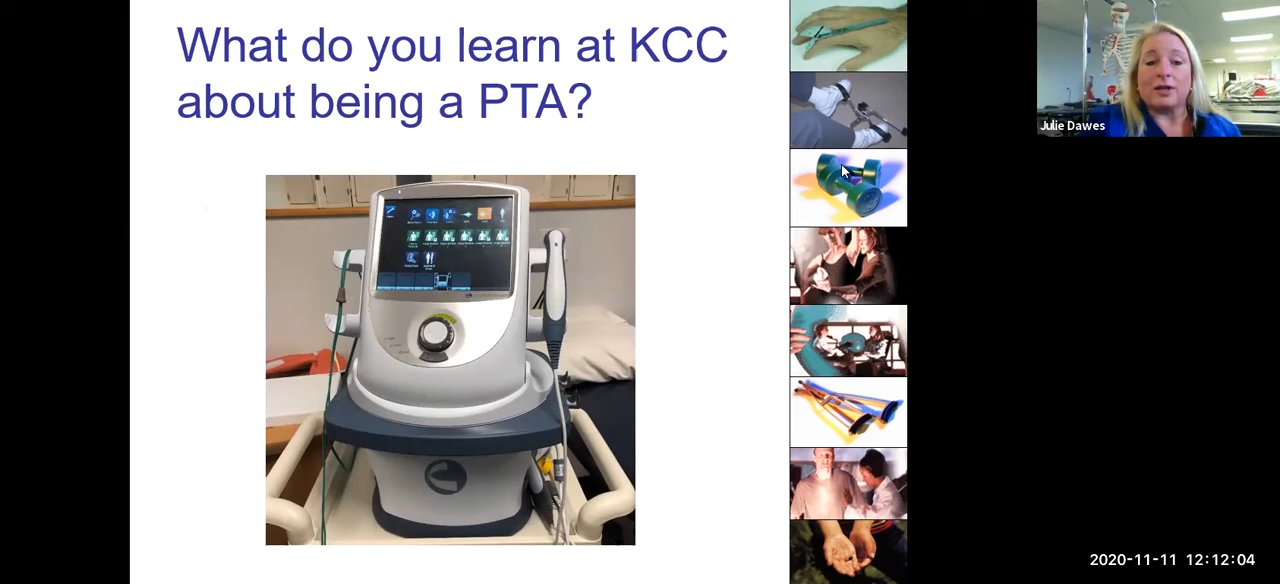 What do you learn at KCC
about being a PTA?
Julie Dawes
2020-11-11 12:12:04